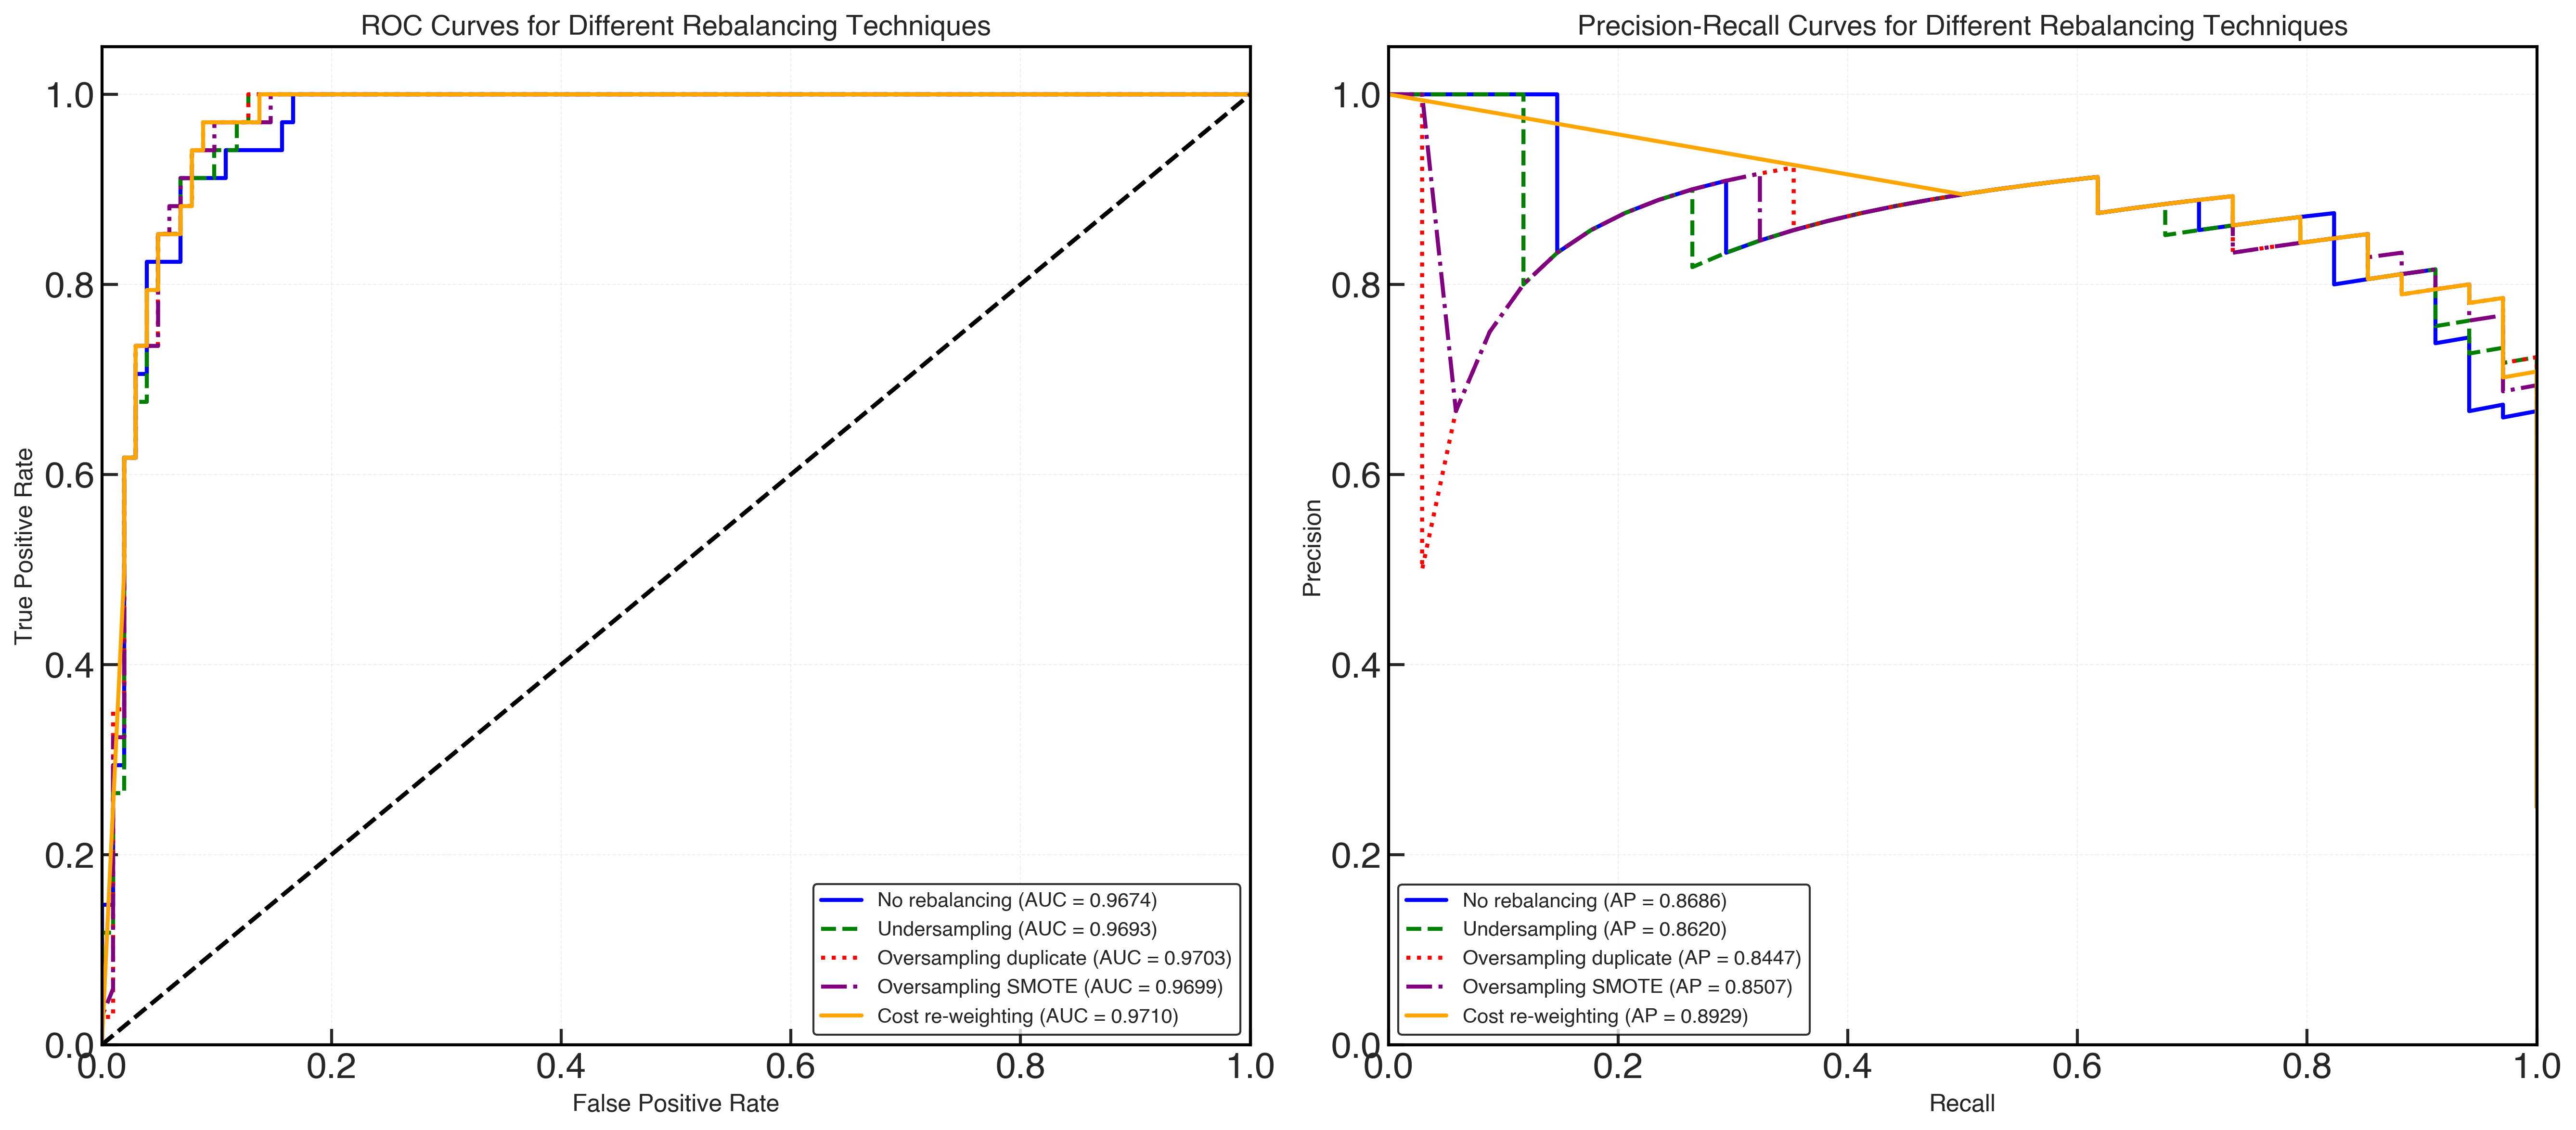 ROC Curves for Different Rebalancing Techniques
True Positive Rate
1.0
0.8
0.6
0.4
0.2
0.0
0.0 0.2 0.4 0.6 0.8 1.0
False Positive Rate
No rebalancing (AUC = 0.9674)
Undersampling (AUC = 0.9693)
Oversampling duplicate (AUC = 0.9703)
Oversampling SMOTE (AUC = 0.9699)
Cost re-weighting (AUC = 0.9710)
Precision-Recall Curves for Different Rebalancing Techniques
Precision
1.0
0.8
0.6
0.4
0.2
0.0
0.0 0.2 0.4 0.6 0.8 1.0
Recall
No rebalancing (AP = 0.8686)
Undersampling (AP = 0.8620)
Oversampling duplicate (AP = 0.8447)
Oversampling SMOTE (AP = 0.8507)
Cost re-weighting (AP = 0.8929)